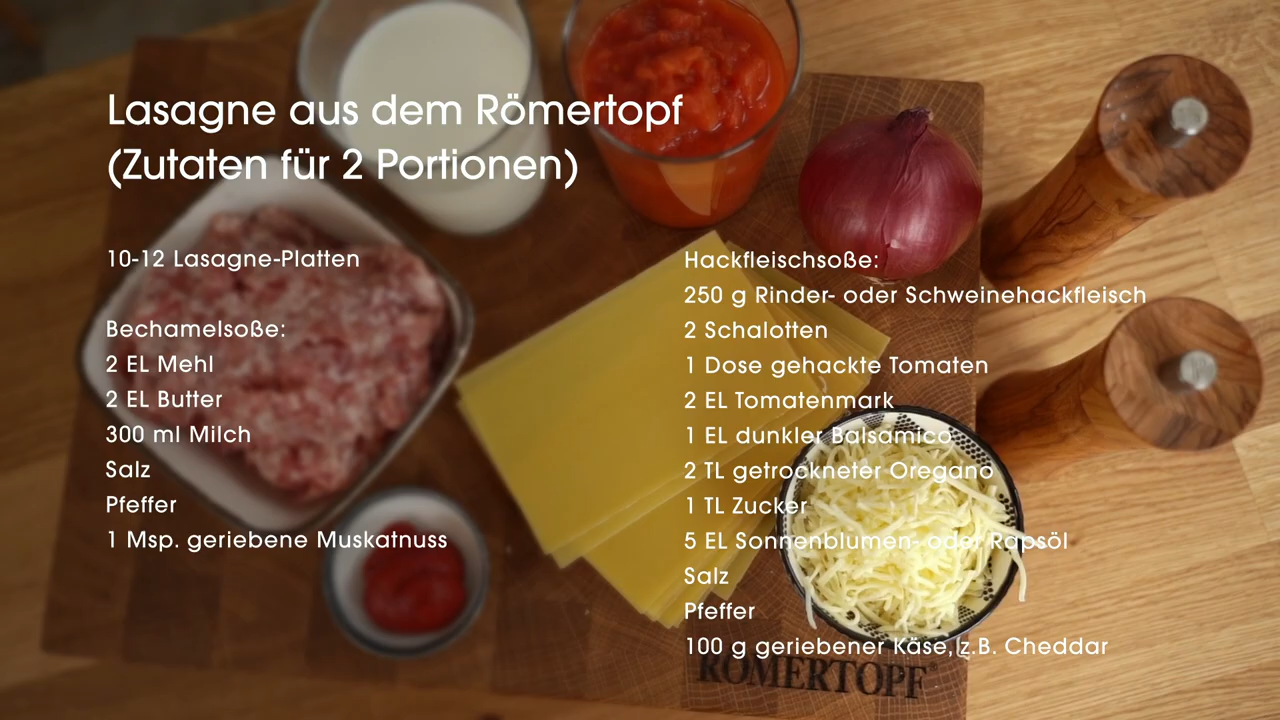 Lasagne aus dem Römertopf
(Zutaten für 2 Portionen)
10-12 Lasagne-Platten
Bechamelsoße:
2 EL Mehl
2 EL Butter
300 ml Milch
Salz
Pfeffer
1 Msp. geriebene Muskatnuss
Hackfleischsoße:
250 g Rinder- oder Schweinehackfleisch
2 Schalotten
1 Dose gehackte Tomaten
2 EL Tomatenmark
1 EL dunkler Balsamico
2 TL getrockneter Oregano
1 TL Zucker
5 EL Sonnenblumen- oder Rapsöl
Salz
Pfeffer
100 g geriebener Käse, z.B. Cheddar
RÖMERTOPF®